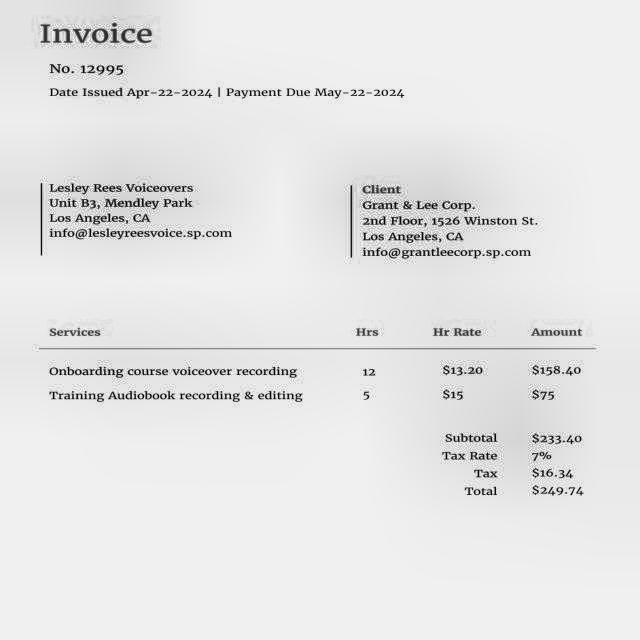 Invoice
No. 12995
Date Issued Apr-22-2024 | Payment Due May-22-2024
Lesley Rees Voiceovers
Unit B3, Mendley Park
Los Angeles, CA
info@lesleyreesvoice.sp.com
Client
Grant & Lee Corp.
2nd Floor, 1526 Winston St.
Los Angeles, CA
info@grantleecorp.sp.com
Services Hrs Hr Rate Amount
Onboarding course voiceover recording 12 $13.20 $158.40
Training Audiobook recording & editing 5 $15 $75
Subtotal $233.40
Tax Rate 7%
Tax $16.34
Total $249.74